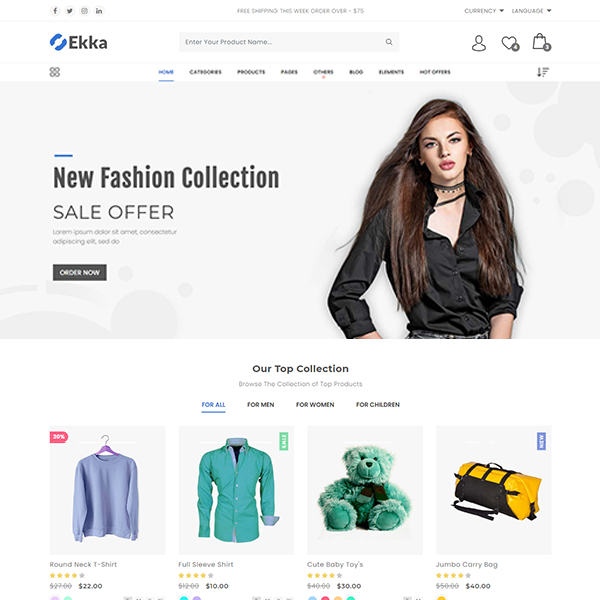 FREE SHIPPING THIS WEEK ORDER OVER - $75
CURRENCY
LANGUAGE
Ekka
Enter Your Product Name...
4
3
HOME
CATEGORIES
PRODUCTS
PAGES
OTHERS
BLOG
ELEMENTS
HOT OFFERS
New Fashion Collection
SALE OFFER
Lorem ipsum dolor sit amet, consectetur
adipiscing elit, sed do
ORDER NOW
Our Top Collection
Browse The Collection of Top Products
FOR ALL
FOR MEN
FOR WOMEN
FOR CHILDREN
30%
SALE
NEW
Round Neck T-Shirt
Full Sleeve Shirt
Cute Baby Toy's
Jumbo Carry Bag
$27.00 $22.00
$12.00 $10.00
$40.00 $30.00
$50.00 $40.00